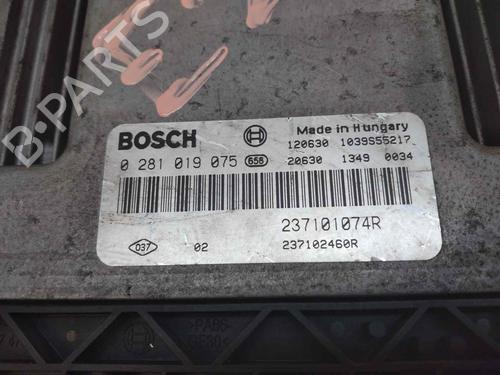 B-PARTS
BOSCH
Made in Hungary
120630 1039S55217
0 281 019 075 656 20630 1349 0034
237101074R
037 02 237102460R